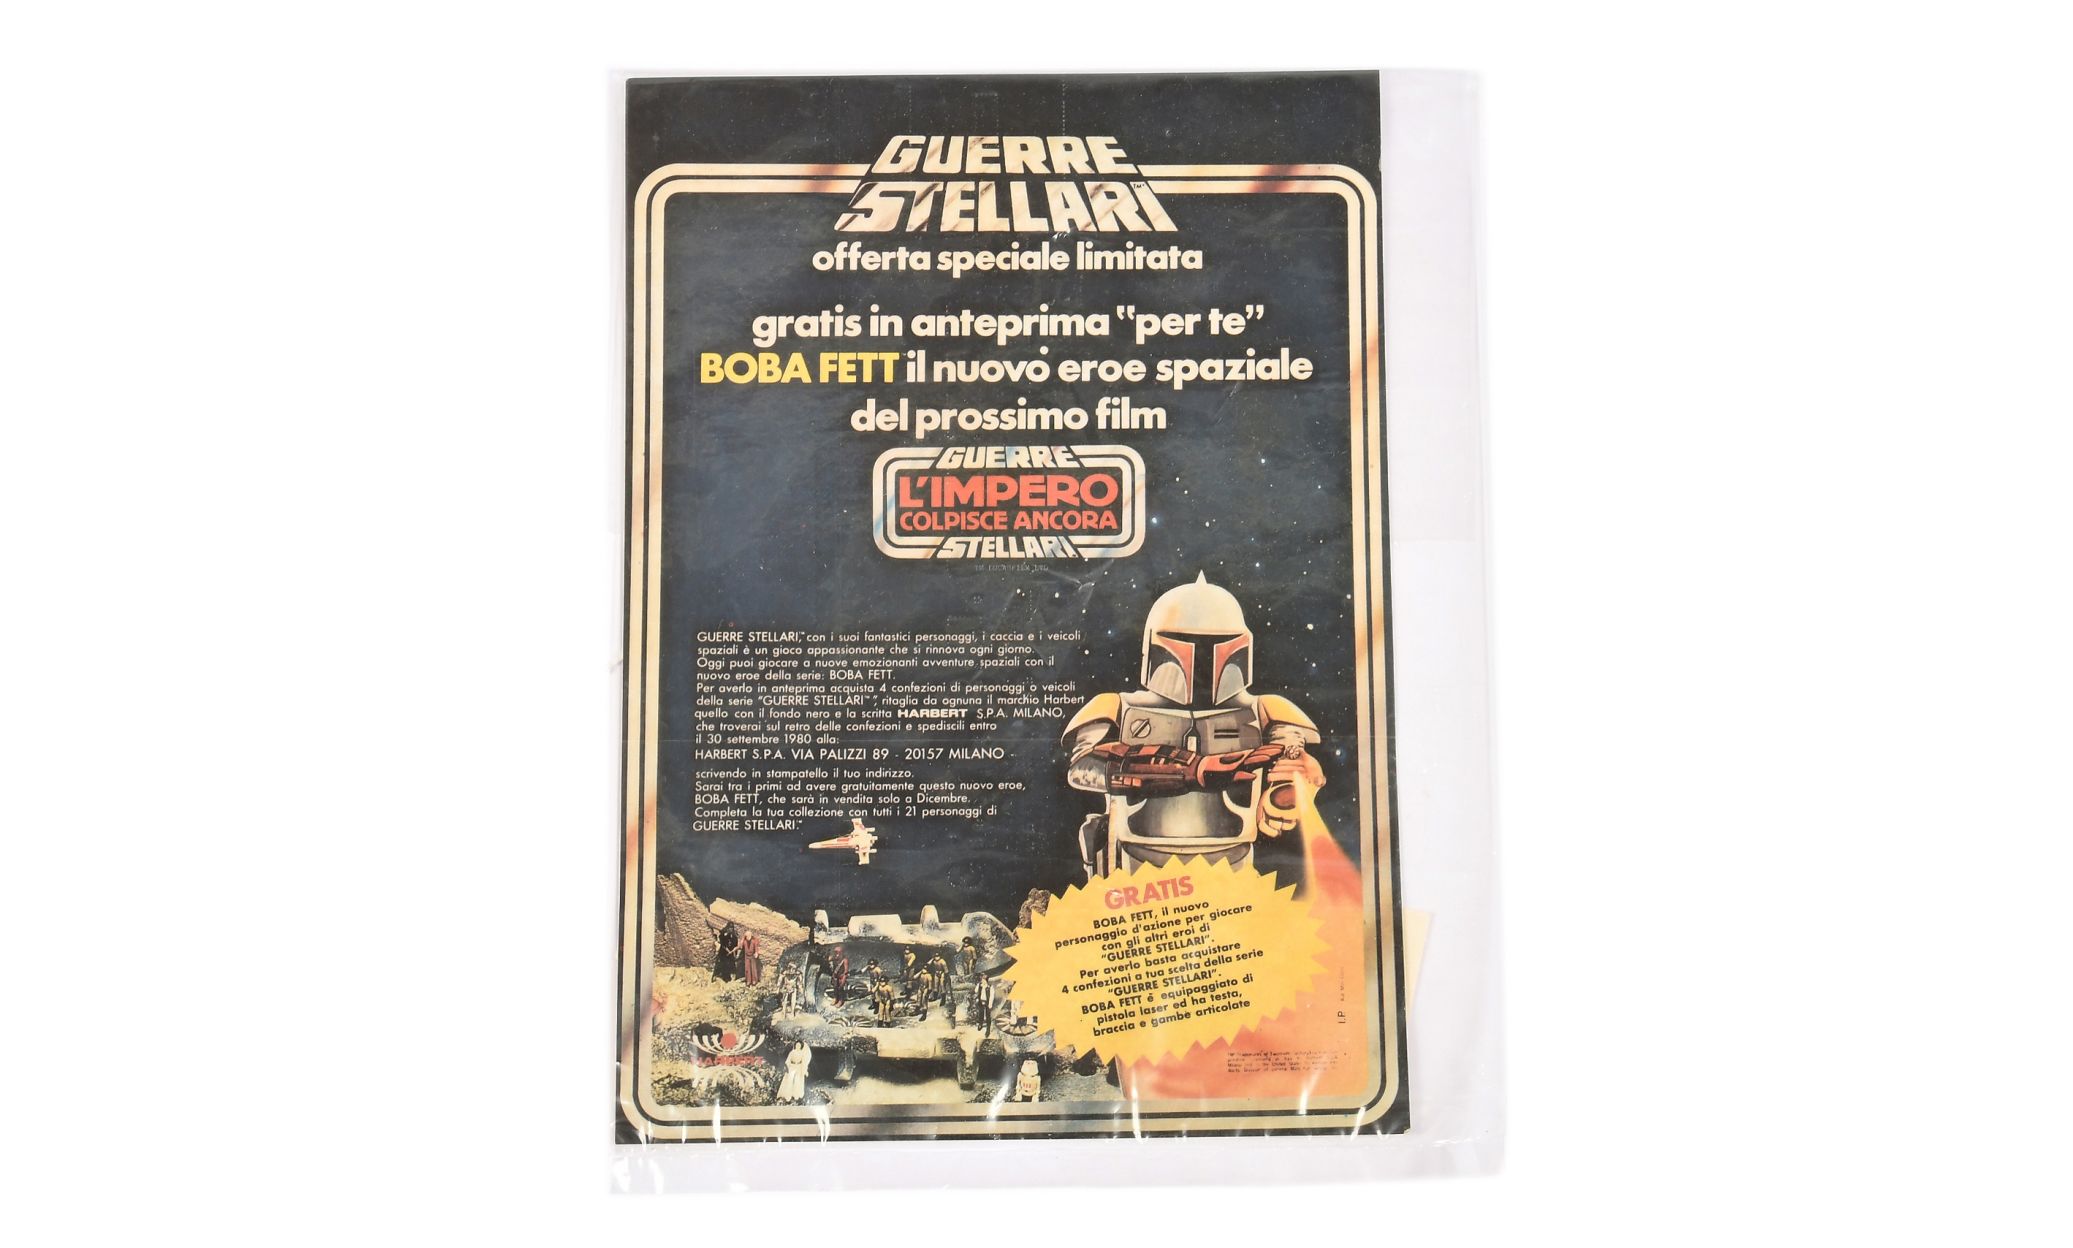 GUERRE
STELLARI™
offerta speciale limitata
gratis in anteprima "per te"
BOBA FETT il nuovo eroe spaziale
del prossimo film
GUERRE
L'IMPERO
COLPISCE ANCORA
STELLARI
TM LUCASFILM LTD
GUERRE STELLARI,™ con i suoi fantastici personaggi, i caccia e i veicoli
spaziali è un gioco appassionante che si rinnova ogni giorno.
Oggi puoi giocare a nuove emozionanti avventure spaziali con il
nuovo eroe della serie: BOBA FETT.
Per averlo in anteprima acquista 4 confezioni di personaggi o veicoli
della serie "GUERRE STELLARI™", ritaglia da ognuna il marchio Harbert
quello con il fondo nero e la scritta HARBERT S.P.A. MILANO,
che troverai sul retro delle confezioni e spediscili entro
il 30 settembre 1980 alla:
HARBERT S.P.A. VIA PALIZZI 89 - 20157 MILANO -
scrivendo in stampatello il tuo indirizzo.
Sarai tra i primi ad avere gratuitamente questo nuovo eroe,
BOBA FETT, che sarà in vendita solo a Dicembre.
Completa la tua collezione con tutti i 21 personaggi di
GUERRE STELLARI.™
GRATIS
BOBA FETT, il nuovo
personaggio d'azione per giocare
con gli altri eroi di
"GUERRE STELLARI".
Per averlo basta acquistare
4 confezioni a tua scelta della serie
"GUERRE STELLARI".
BOBA FETT è equipaggiato di
pistola laser ed ha testa,
braccia e gambe articolate
HARBERT
I.P.